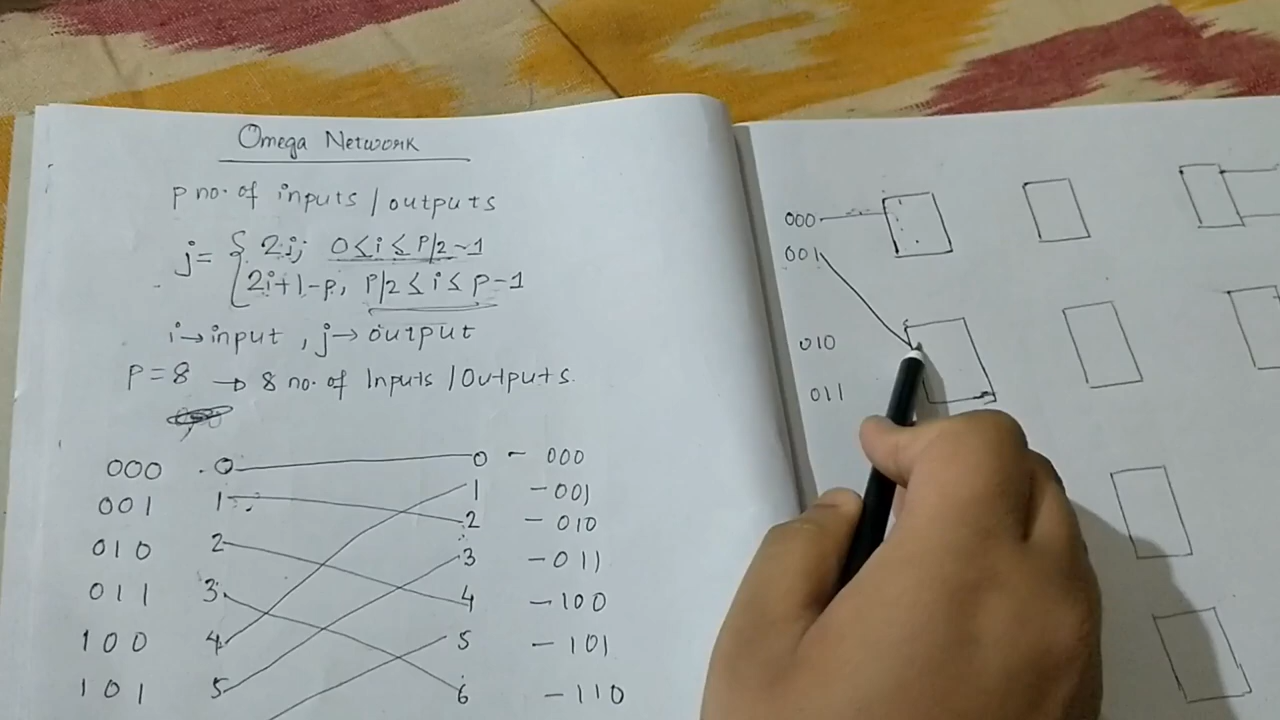 Omega Network
p no. of inputs / outputs
j = { 2i; 0 ≤ i ≤ P/2 - 1
2i+1-p, P/2 ≤ i ≤ p-1
i → input, j → output
P = 8 → 8 no. of Inputs / Outputs.
000 . 0 0 - 000
001 1 1 - 001
010 2 2 - 010
011 3 3 - 011
100 4 4 - 100
101 5 5 - 101
6 - 110
000
001
010
011